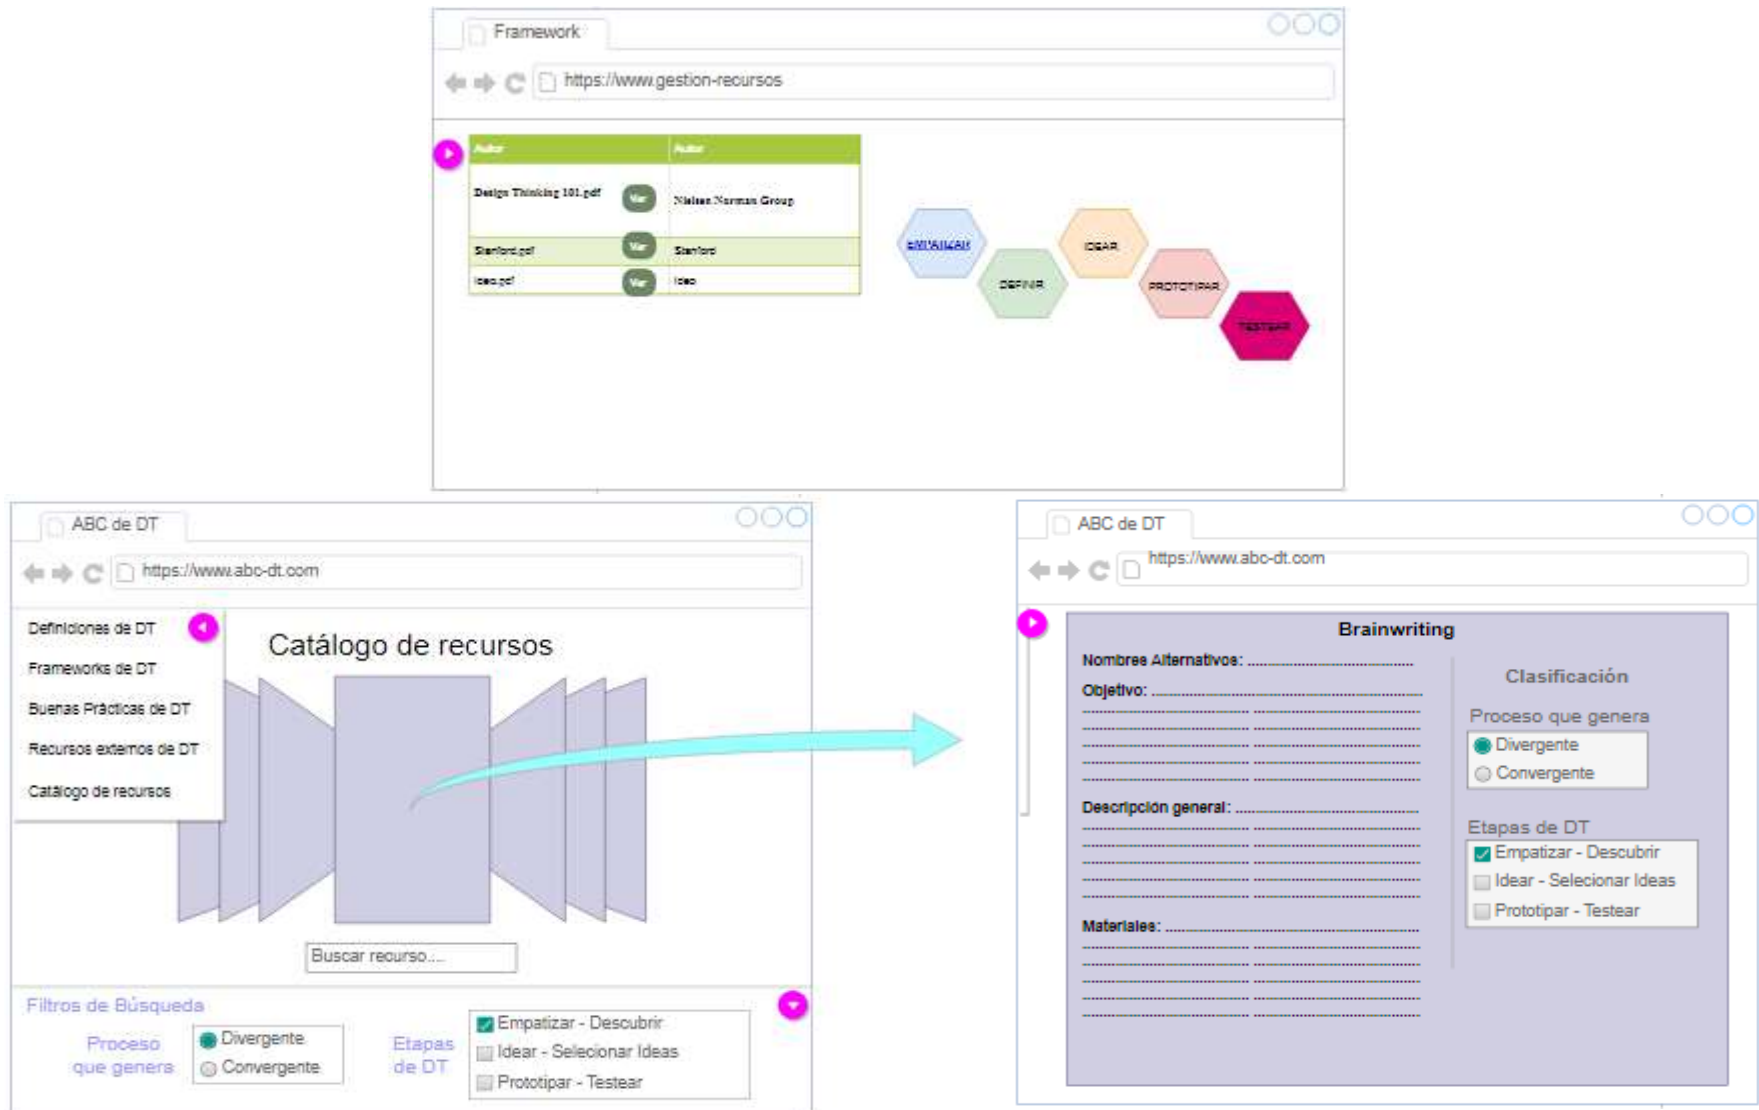 Framework
https://www.gestion-recursos
Autor Autor
Design Thinking 101.pdf Ver Nielsen Norman Group
Stanford.pdf Ver Stanford
Ideo.pdf Ver Ideo
EMPATIZAR
DEFINIR
IDEAR
PROTOTIPAR
TESTEAR
ABC de DT
https://www.abc-dt.com
Definiciones de DT
Frameworks de DT
Buenas Prácticas de DT
Recursos externos de DT
Catálogo de recursos
Catálogo de recursos
Buscar recurso....
Filtros de Búsqueda
Proceso
que genera
Divergente
Convergente
Etapas
de DT
Empatizar - Descubrir
Idear - Selecionar Ideas
Prototipar - Testear
ABC de DT
https://www.abc-dt.com
Brainwriting
Nombres Alternativos:
Objetivo:
Descripción general:
Materiales:
Clasificación
Proceso que genera
Divergente
Convergente
Etapas de DT
Empatizar - Descubrir
Idear - Selecionar Ideas
Prototipar - Testear